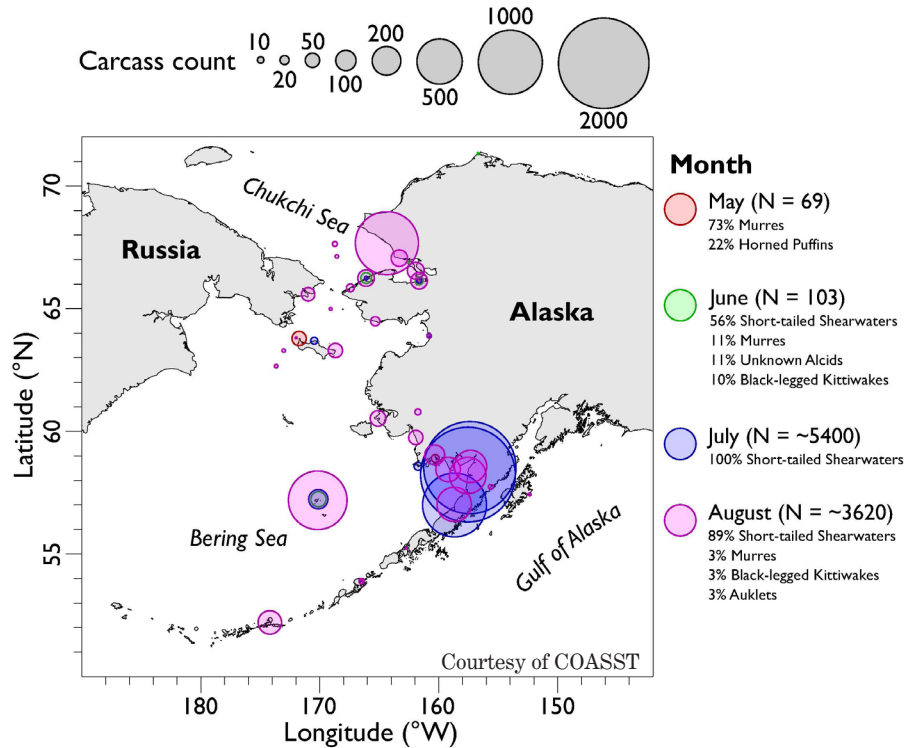 1000
200
10 50
Carcass count
20 100
500
2000
70
65
60
55
Latitude (°N)
180 170 160 150
Longitude (°W)
Chukchi Sea
Russia
Alaska
Bering Sea
Gulf of Alaska
Courtesy of COASST
Month
May (N = 69)
73% Murres
22% Horned Puffins
June (N = 103)
56% Short-tailed Shearwaters
11% Murres
11% Unknown Alcids
10% Black-legged Kittiwakes
July (N = ~5400)
100% Short-tailed Shearwaters
August (N = ~3620)
89% Short-tailed Shearwaters
3% Murres
3% Black-legged Kittiwakes
3% Auklets